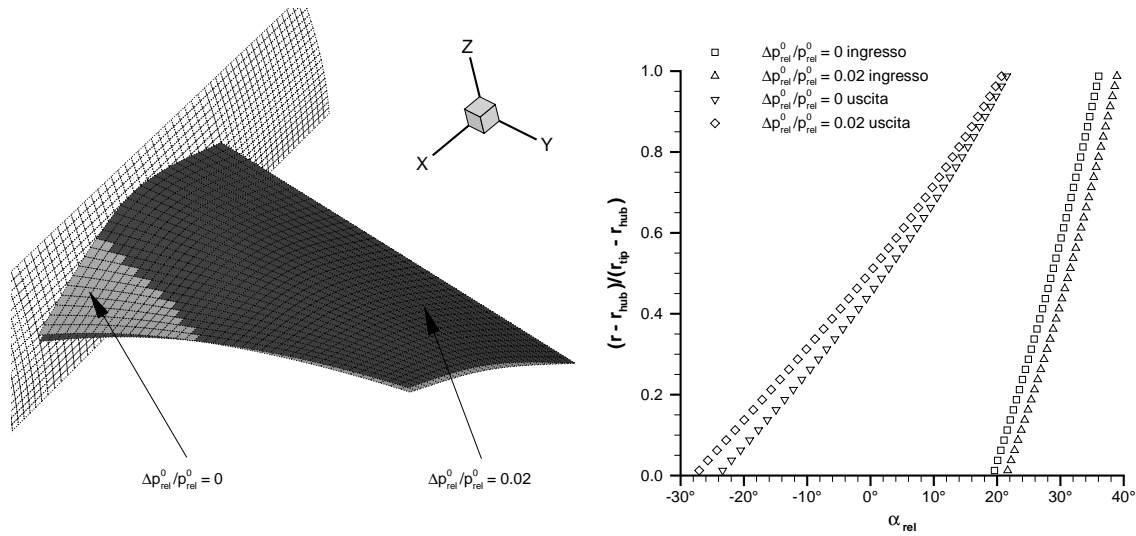 Z
X
Y
Δp⁰rel/p⁰rel = 0
Δp⁰rel/p⁰rel = 0.02
Δp⁰rel/p⁰rel = 0 ingresso
Δp⁰rel/p⁰rel = 0.02 ingresso
Δp⁰rel/p⁰rel = 0 uscita
Δp⁰rel/p⁰rel = 0.02 uscita
(r - rhub)/(rtip - rhub)
1.0
0.8
0.6
0.4
0.2
0.0
-30° -20° -10° 0° 10° 20° 30° 40°
αrel